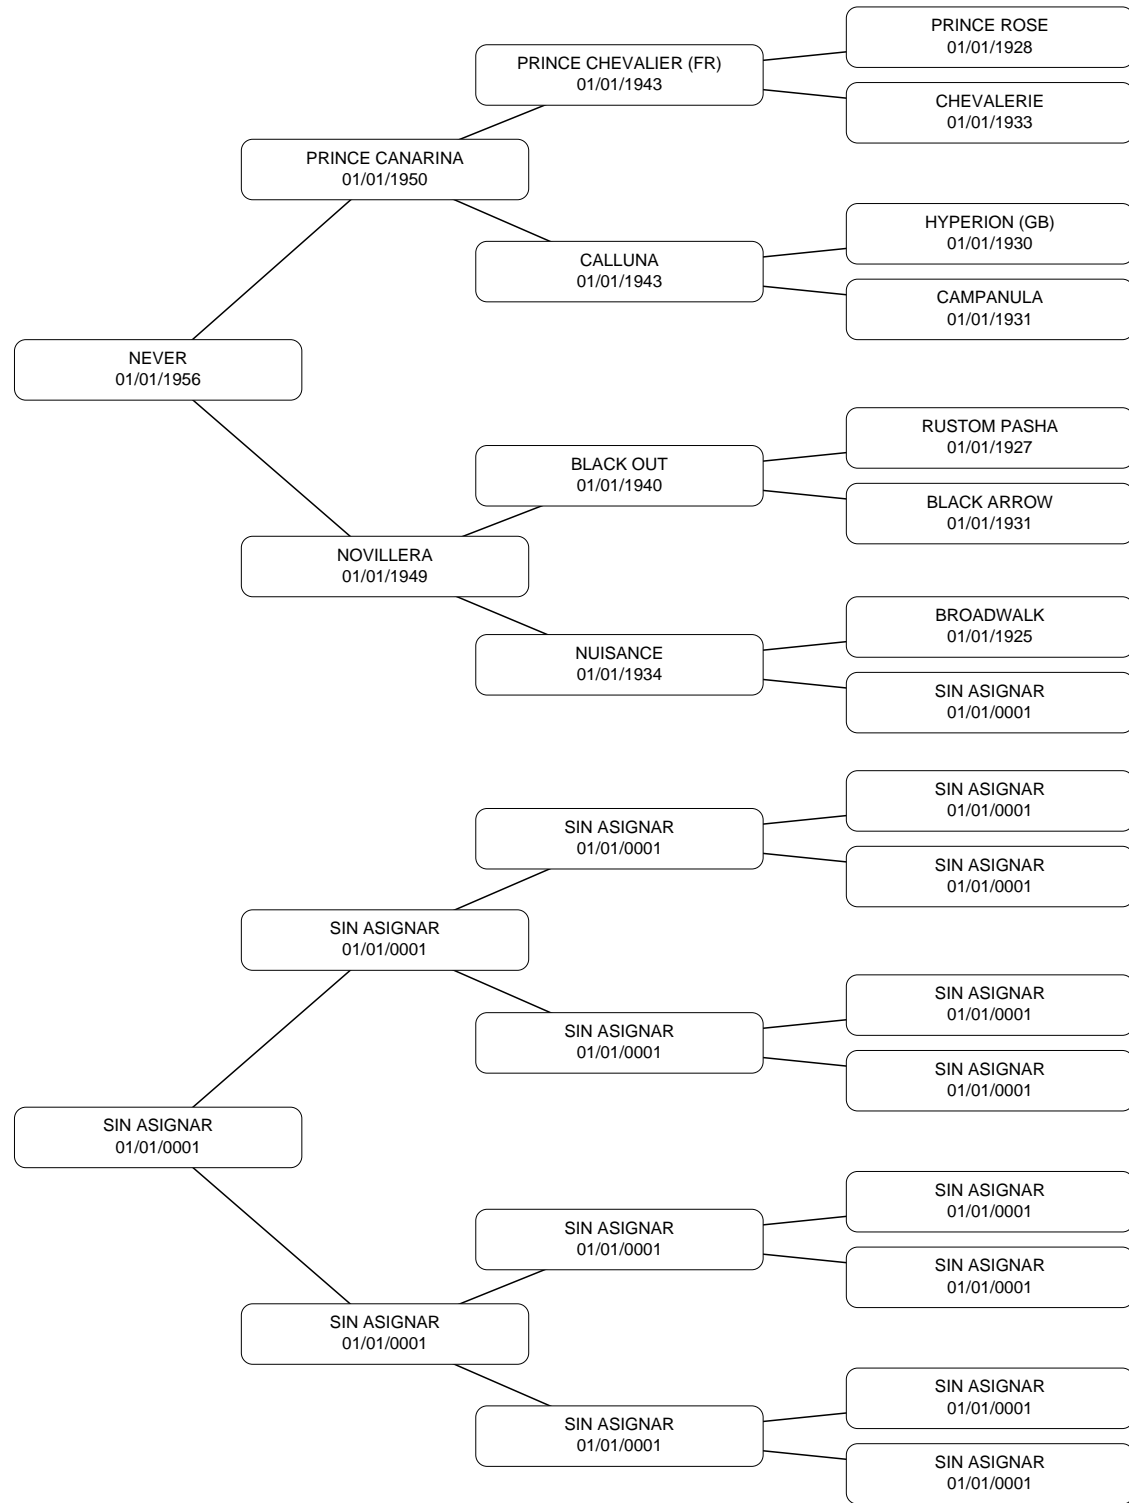 PRINCE ROSE
01/01/1928
PRINCE CHEVALIER (FR)
01/01/1943
CHEVALERIE
01/01/1933
PRINCE CANARINA
01/01/1950
HYPERION (GB)
01/01/1930
CALLUNA
01/01/1943
CAMPANULA
01/01/1931
NEVER
01/01/1956
RUSTOM PASHA
01/01/1927
BLACK OUT
01/01/1940
BLACK ARROW
01/01/1931
NOVILLERA
01/01/1949
BROADWALK
01/01/1925
NUISANCE
01/01/1934
SIN ASIGNAR
01/01/0001
SIN ASIGNAR
01/01/0001
SIN ASIGNAR
01/01/0001
SIN ASIGNAR
01/01/0001
SIN ASIGNAR
01/01/0001
SIN ASIGNAR
01/01/0001
SIN ASIGNAR
01/01/0001
SIN ASIGNAR
01/01/0001
SIN ASIGNAR
01/01/0001
SIN ASIGNAR
01/01/0001
SIN ASIGNAR
01/01/0001
SIN ASIGNAR
01/01/0001
SIN ASIGNAR
01/01/0001
SIN ASIGNAR
01/01/0001
SIN ASIGNAR
01/01/0001
SIN ASIGNAR
01/01/0001